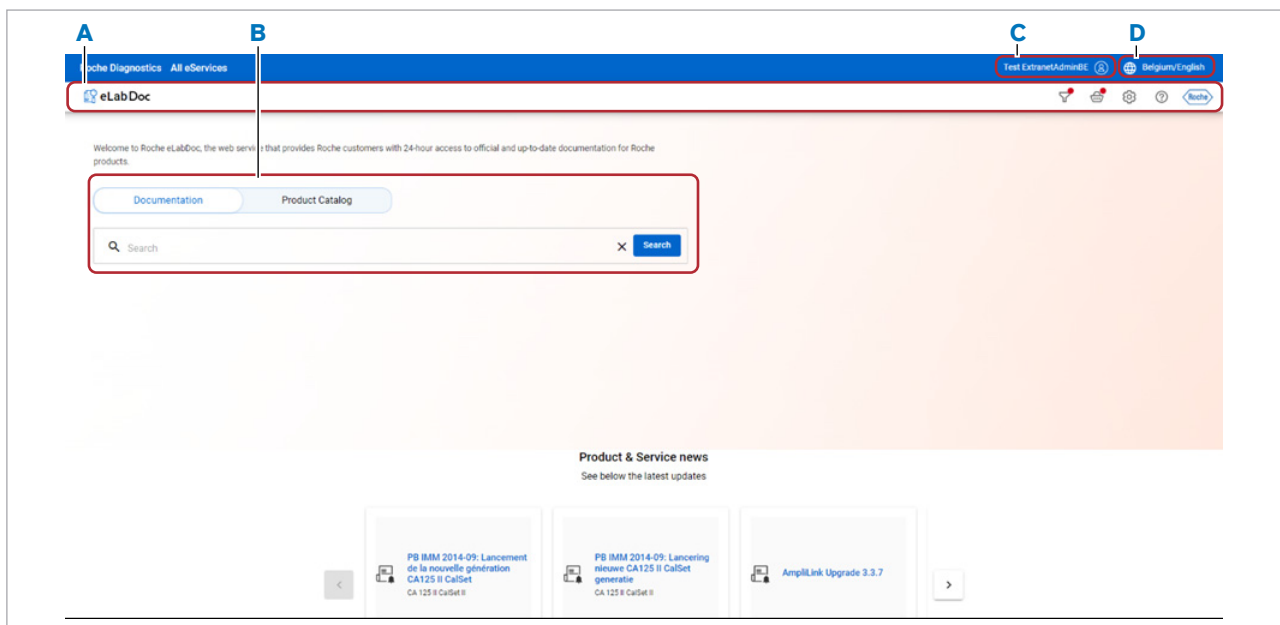 A B C D
Roche Diagnostics All eServices Test ExtranetAdminBE Belgium/English
eLabDoc Roche
Welcome to Roche eLabDoc, the web service that provides Roche customers with 24-hour access to official and up-to-date documentation for Roche
products.
Documentation Product Catalog
Search Search
Product & Service news
See below the latest updates
PB IMM 2014-09: Lancement
de la nouvelle génération
CA125 II CalSet
CA 125 II CalSet II
PB IMM 2014-09: Lancering
nieuwe CA125 II CalSet
generatie
CA 125 II CalSet II
AmpliLink Upgrade 3.3.7